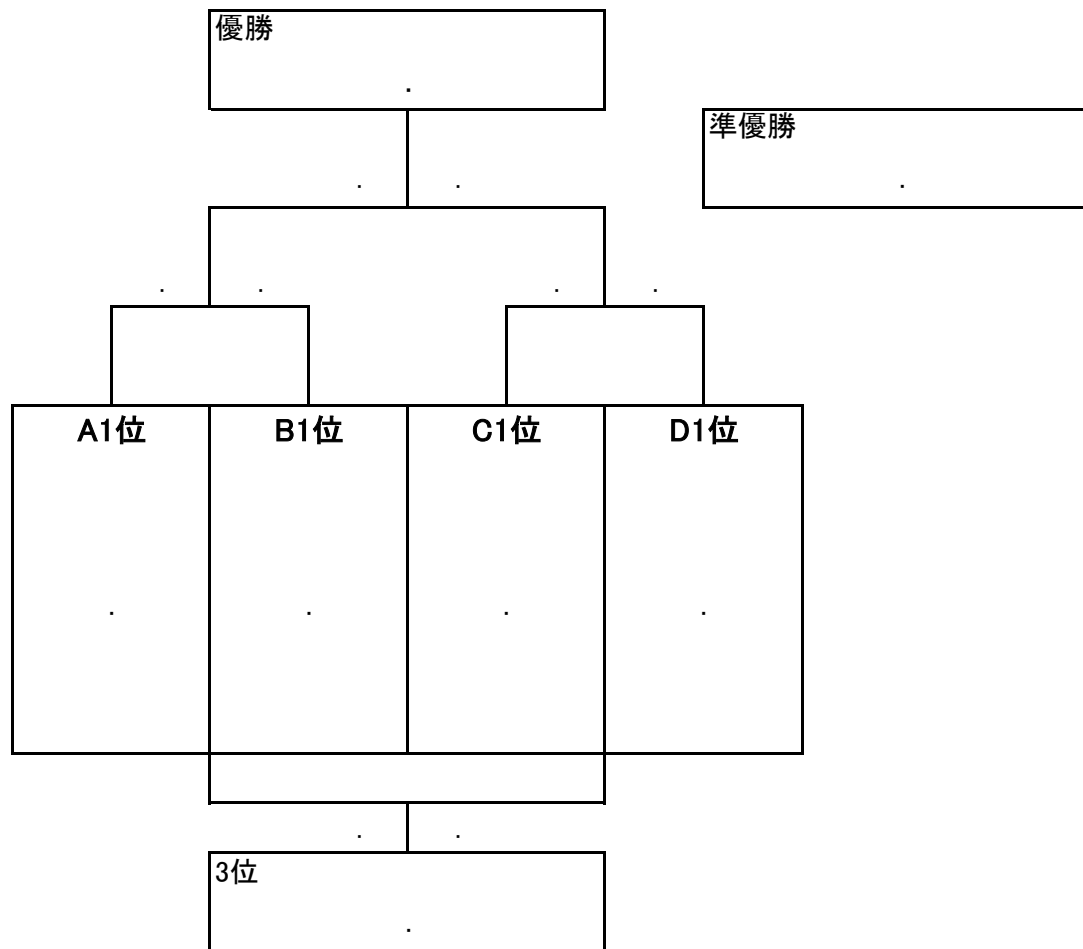 優勝
.
準優勝
.
. .
. . . .
A1位 B1位 C1位 D1位
. . . .
. .
3位
.